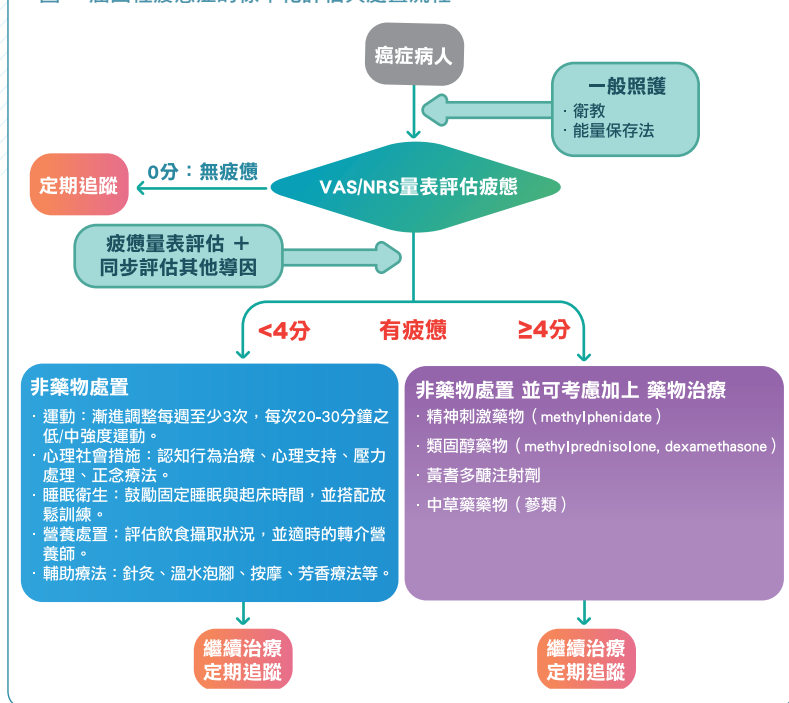 癌症病人
一般照護
· 衛教
· 能量保存法
VAS/NRS量表評估疲態
0分：無疲憊
定期追蹤
疲憊量表評估 ＋
同步評估其他導因
<4分
有疲憊
≥4分
非藥物處置
· 運動：漸進調整每週至少3次，每次20-30分鐘之
低/中強度運動。
· 心理社會措施：認知行為治療、心理支持、壓力
處理、正念療法。
· 睡眠衛生：鼓勵固定睡眠與起床時間，並搭配放
鬆訓練。
· 營養處置：評估飲食攝取狀況，並適時的轉介營
養師。
· 輔助療法：針灸、溫水泡腳、按摩、芳香療法等。
非藥物處置 並可考慮加上 藥物治療
· 精神刺激藥物（methylphenidate）
· 類固醇藥物（methylprednisolone, dexamethasone）
· 黃耆多醣注射劑
· 中草藥藥物（蔘類）
繼續治療
定期追蹤
繼續治療
定期追蹤